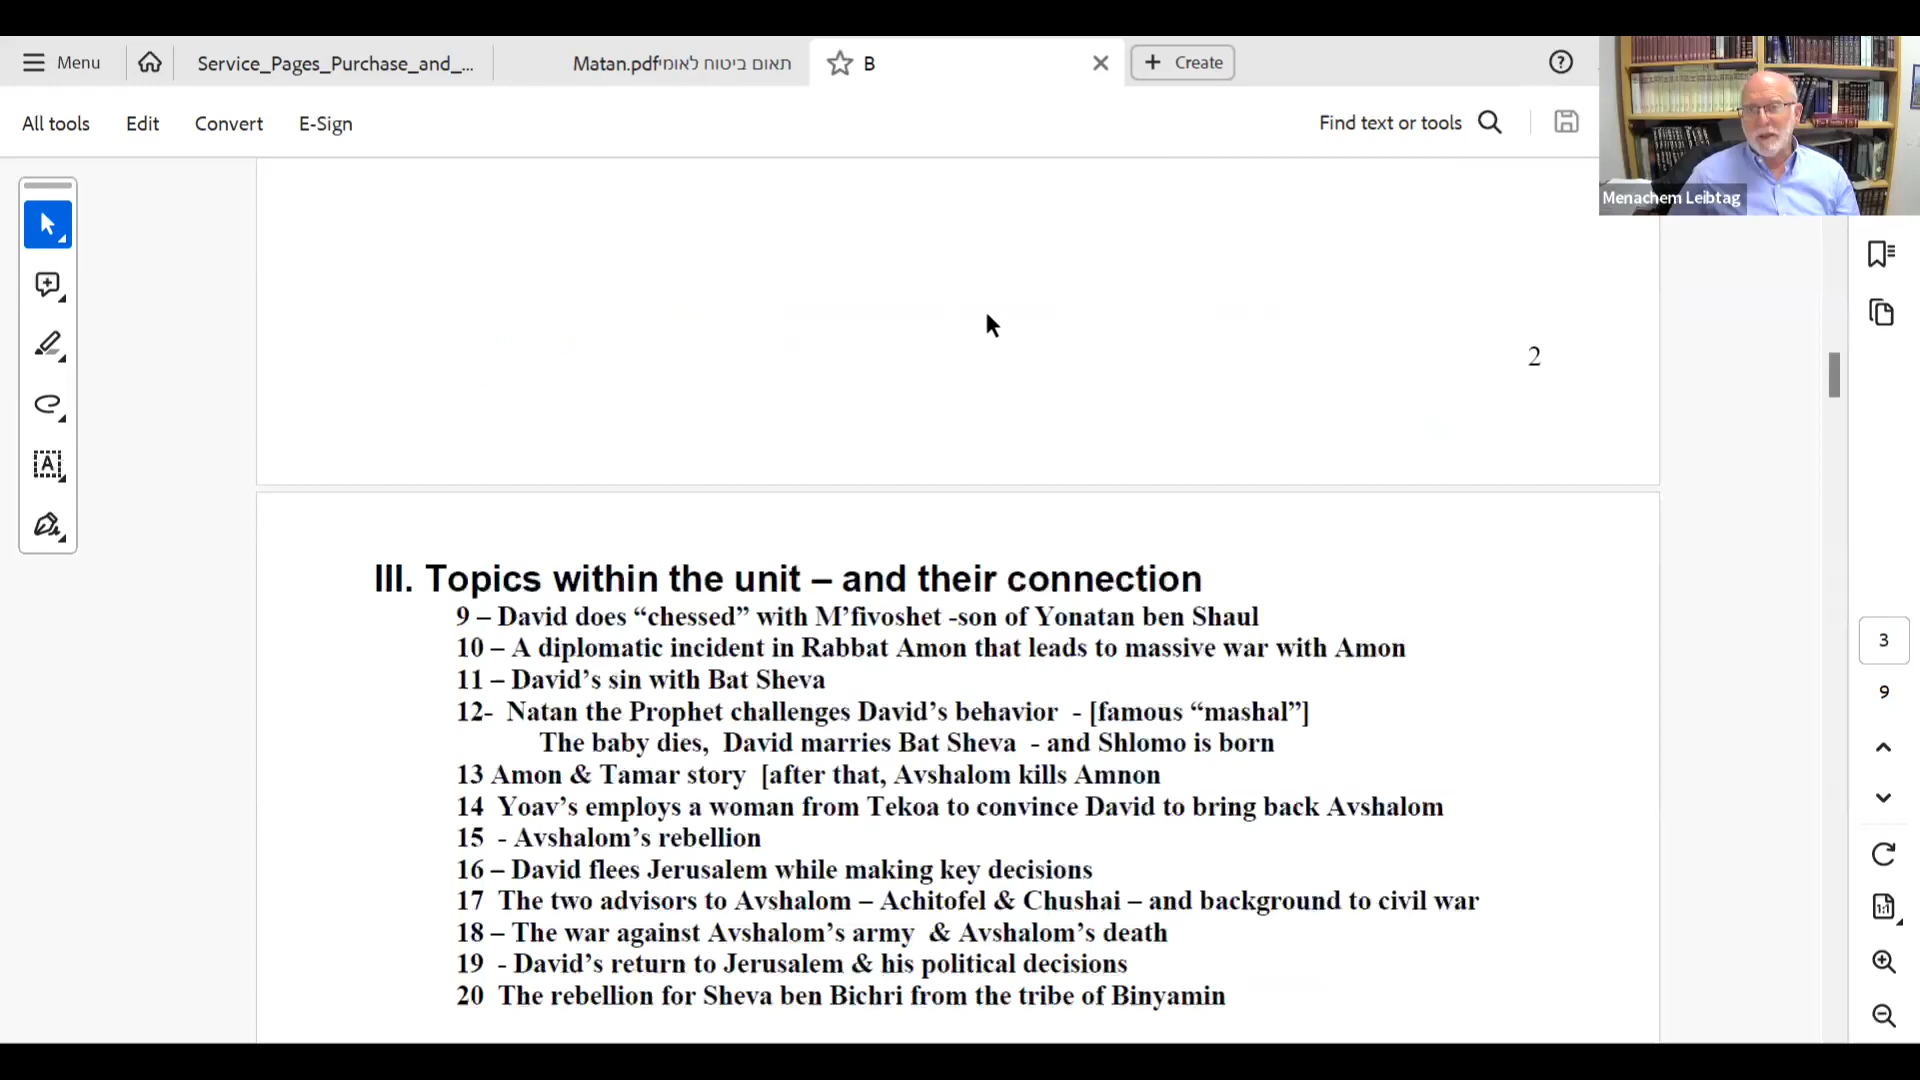 Menu
Service_Pages_Purchase_and_...
Matan.pdfתאום ביטוח לאומי
B
Create
All tools
Edit
Convert
E-Sign
Find text or tools
Menachem Leibtag
2
III. Topics within the unit – and their connection
9 – David does “chessed” with M’fivoshet -son of Yonatan ben Shaul
10 – A diplomatic incident in Rabbat Amon that leads to massive war with Amon
11 – David’s sin with Bat Sheva
12- Natan the Prophet challenges David’s behavior - [famous “mashal”]
The baby dies, David marries Bat Sheva - and Shlomo is born
13 Amon & Tamar story [after that, Avshalom kills Amnon
14 Yoav’s employs a woman from Tekoa to convince David to bring back Avshalom
15 - Avshalom’s rebellion
16 – David flees Jerusalem while making key decisions
17 The two advisors to Avshalom – Achitofel & Chushai – and background to civil war
18 – The war against Avshalom’s army & Avshalom’s death
19 - David’s return to Jerusalem & his political decisions
20 The rebellion for Sheva ben Bichri from the tribe of Binyamin
3
9
1:1